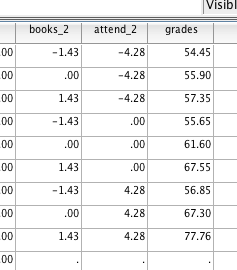 Visibl
books_2 attend_2 grades
00 -1.43 -4.28 54.45
00 .00 -4.28 55.90
00 1.43 -4.28 57.35
00 -1.43 .00 55.65
00 .00 .00 61.60
00 1.43 .00 67.55
00 -1.43 4.28 56.85
00 .00 4.28 67.30
00 1.43 4.28 77.76
00 . . .